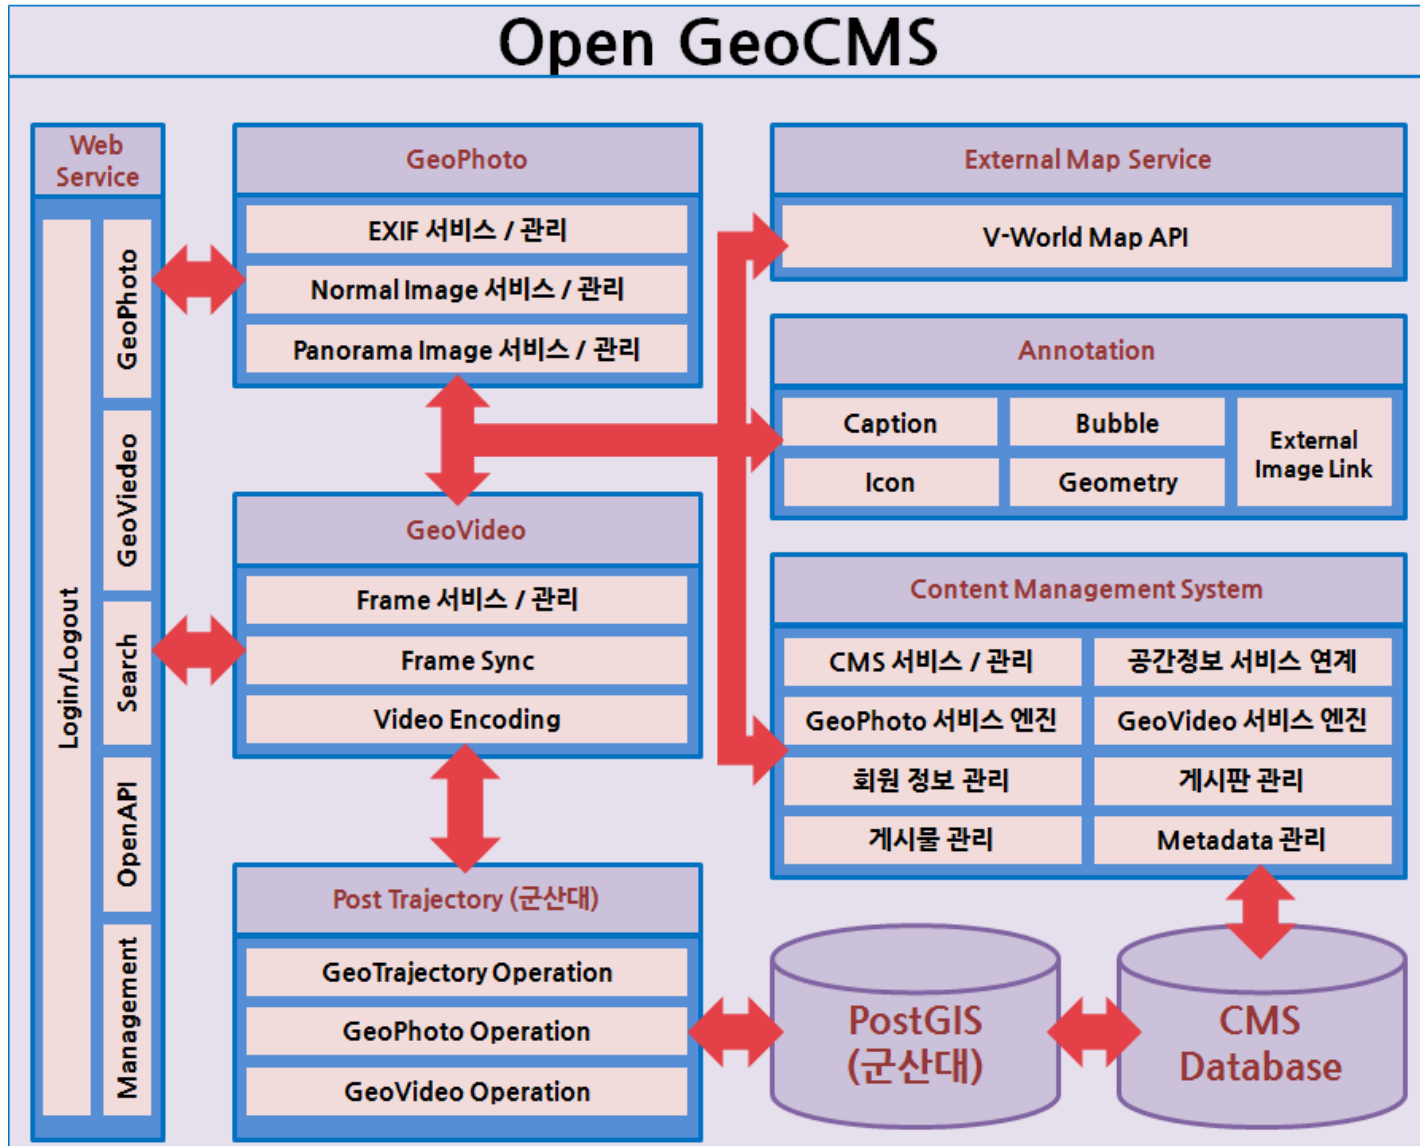 Open GeoCMS
Web
Service
Login/Logout
GeoPhoto
GeoViedeo
Search
OpenAPI
Management
GeoPhoto
EXIF 서비스 / 관리
Normal Image 서비스 / 관리
Panorama Image 서비스 / 관리
GeoVideo
Frame 서비스 / 관리
Frame Sync
Video Encoding
Post Trajectory (군산대)
GeoTrajectory Operation
GeoPhoto Operation
GeoVideo Operation
External Map Service
V-World Map API
Annotation
Caption
Bubble
Icon
Geometry
External
Image Link
Content Management System
CMS 서비스 / 관리
공간정보 서비스 연계
GeoPhoto 서비스 엔진
GeoVideo 서비스 엔진
회원 정보 관리
게시판 관리
게시물 관리
Metadata 관리
PostGIS
(군산대)
CMS
Database